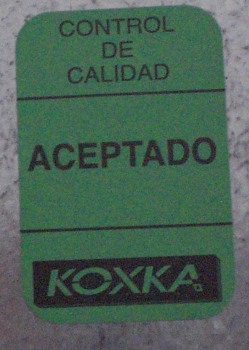 CONTROL
DE
CALIDAD
ACEPTADO
KOXKA